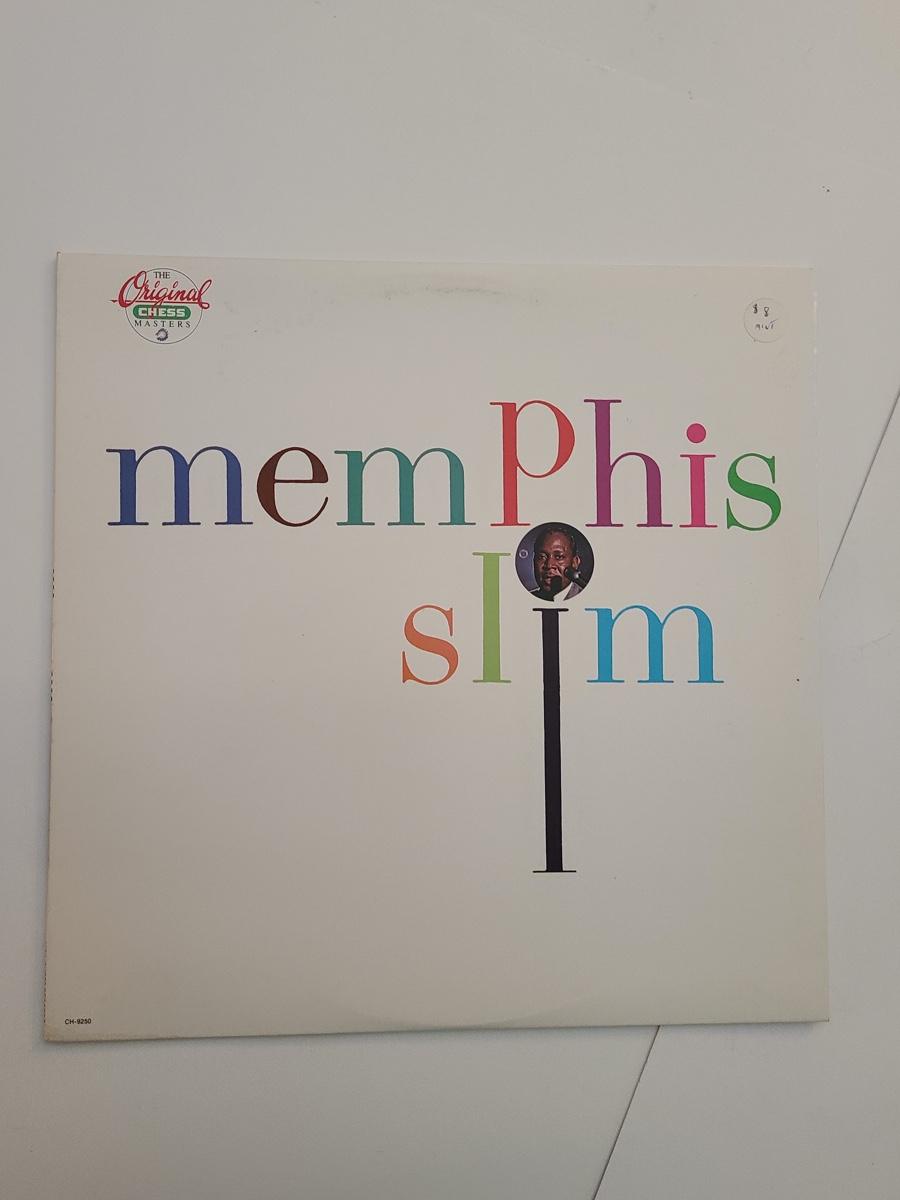 THE
Original
CHESS
MASTERS
$8
MINT
memphis
slim
CH-9250